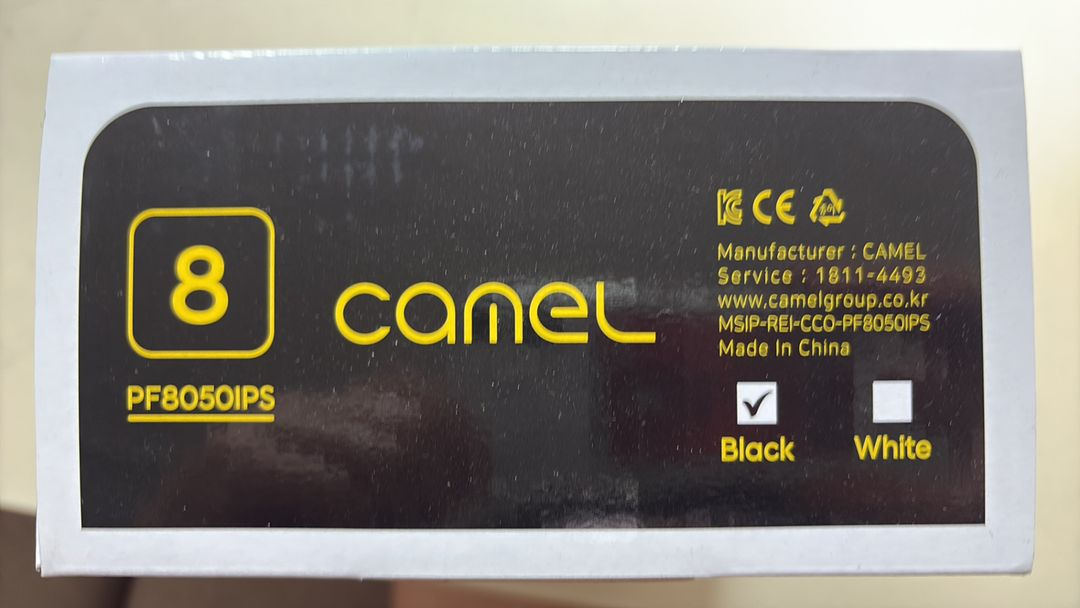 8
PF8050IPS
camel
CE
Manufacturer : CAMEL
Service : 1811-4493
www.camelgroup.co.kr
MSIP-REI-CCO-PF8050IPS
Made In China
Black
White